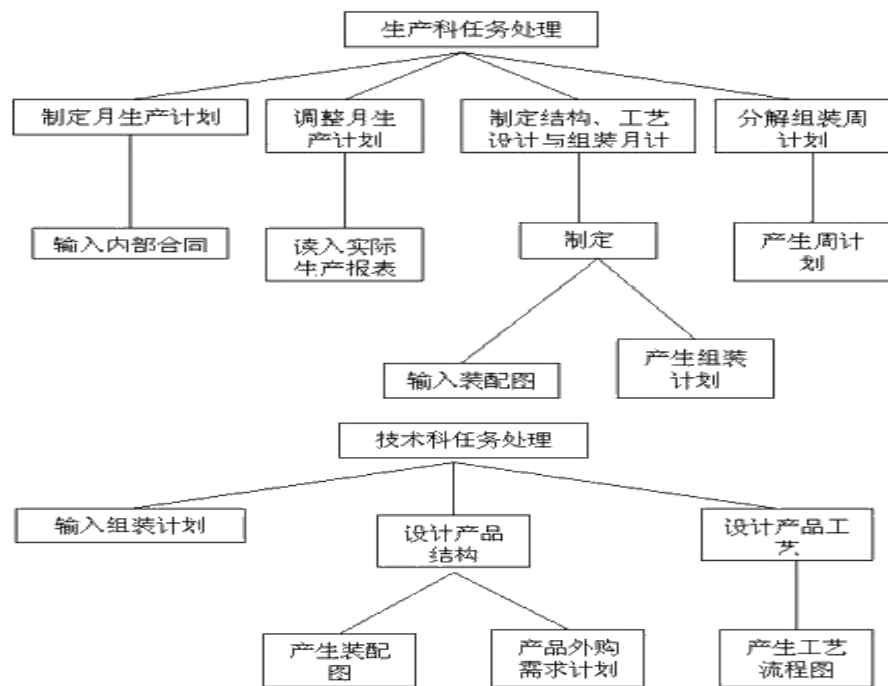 生产科任务处理
制定月生产计划
调整月生
产计划
制定结构、工艺
设计与组装月计
分解组装周
计划
输入内部合同
读入实际
生产报表
制定
产生周计
划
输入装配图
产生组装
计划
技术科任务处理
输入组装计划
设计产品
结构
设计产品工
艺
产生装配
图
产品外购
需求计划
产生工艺
流程图